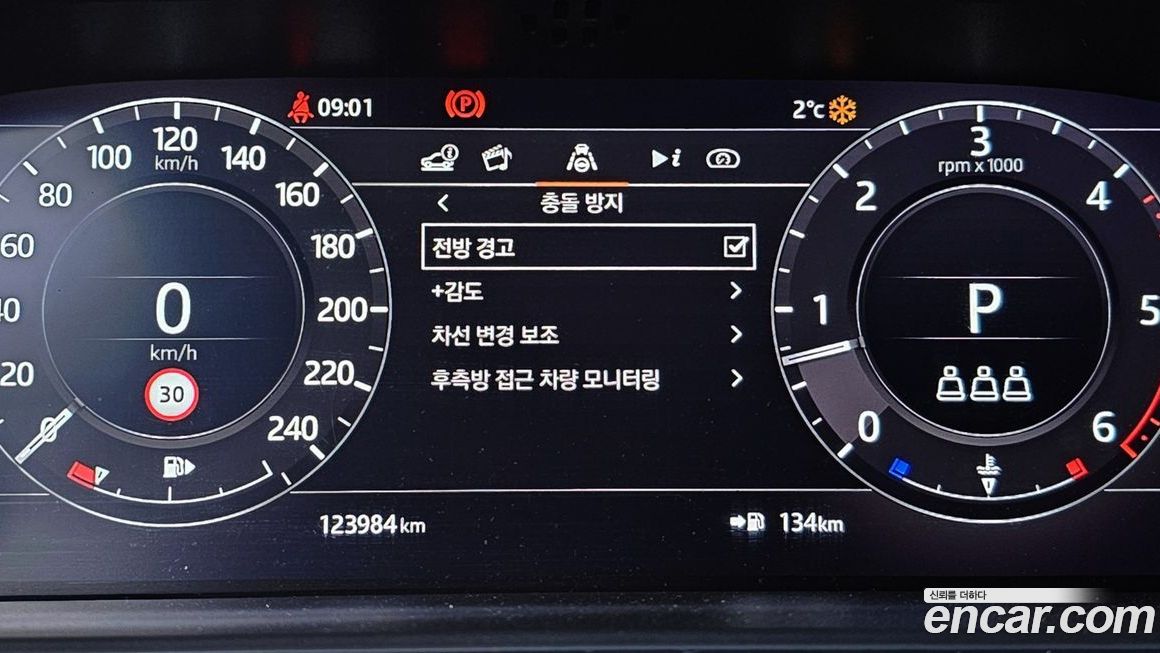 09:01
2°C
0
20
40
60
80
100
120
km/h
140
160
180
200
220
240
0
km/h
30
충돌 방지
전방 경고
+감도
차선 변경 보조
후측방 접근 차량 모니터링
0
1
2
3
rpm x 1000
4
5
6
P
123984 km
134km
신뢰를 더하다
encar.com